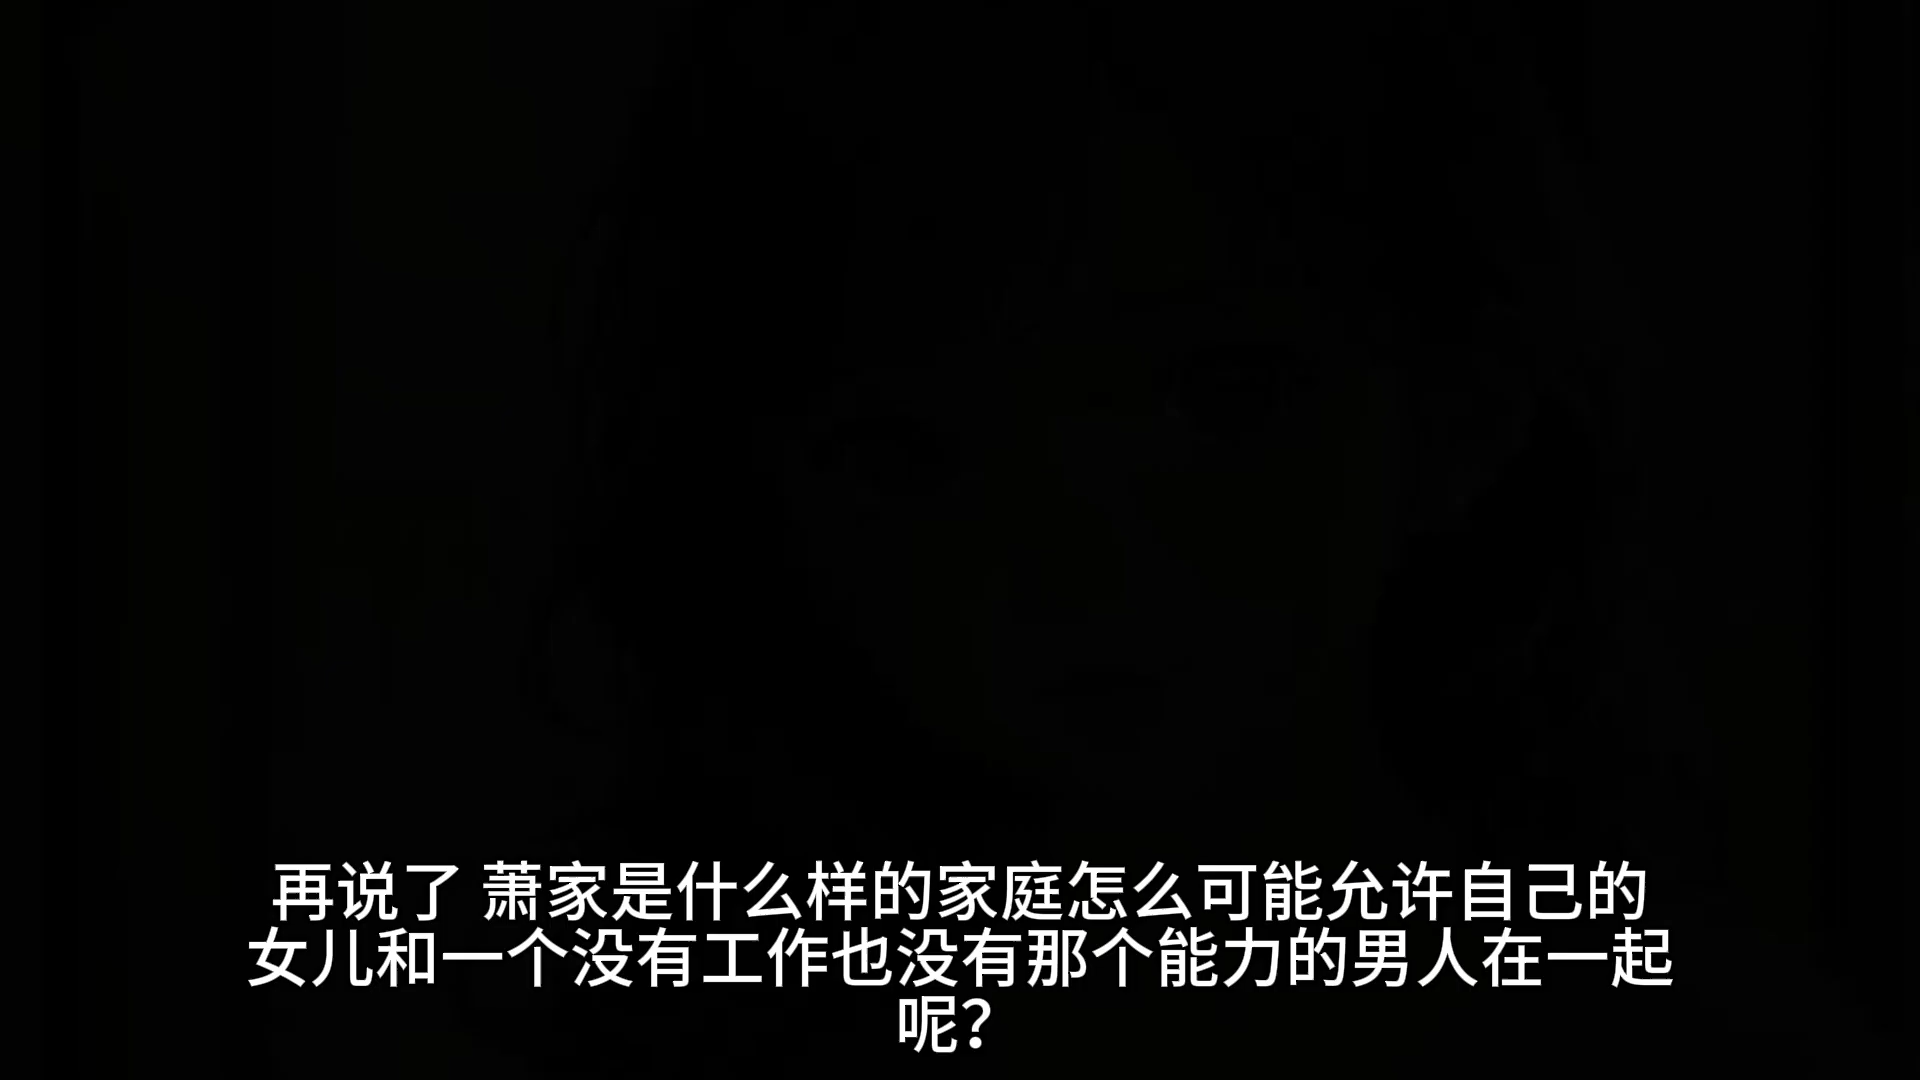 再说了 萧家是什么样的家庭怎么可能允许自己的
女儿和一个没有工作也没有那个能力的男人在一起
呢？